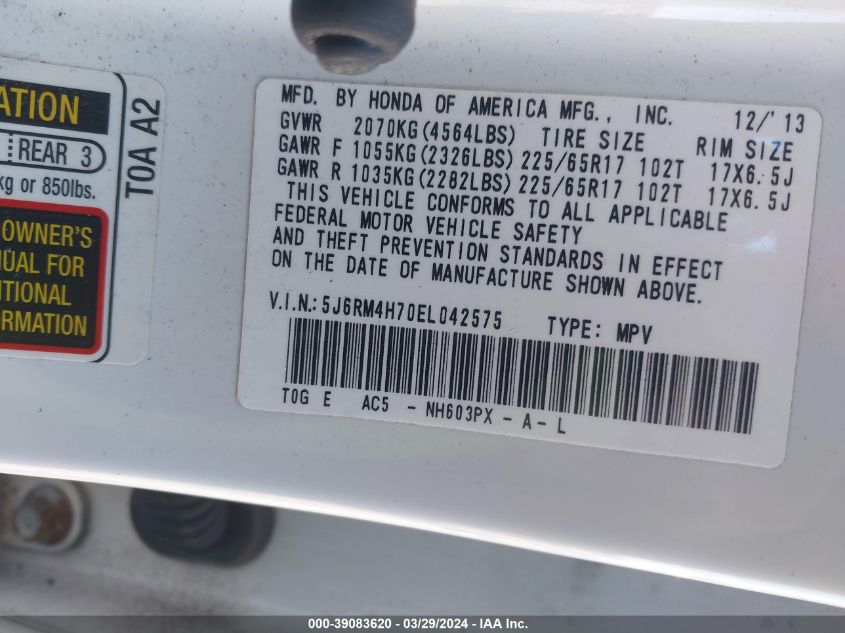 ATION
REAR 3
kg or 850lbs.
OWNER'S
UAL FOR
ITIONAL
ORMATION
T0A A2
MFD. BY HONDA OF AMERICA MFG., INC. 12/'13
GVWR 2070KG(4564LBS) TIRE SIZE RIM SIZE
GAWR F 1055KG(2326LBS) 225/65R17 102T 17X6.5J
GAWR R 1035KG(2282LBS) 225/65R17 102T 17X6.5J
THIS VEHICLE CONFORMS TO ALL APPLICABLE
FEDERAL MOTOR VEHICLE SAFETY
AND THEFT PREVENTION STANDARDS IN EFFECT
ON THE DATE OF MANUFACTURE SHOWN ABOVE.
V.I.N.: 5J6RM4H70EL042575 TYPE: MPV
T0G E AC5 - NH603PX - A - L
000-39083620 - 03/29/2024 - IAA Inc.